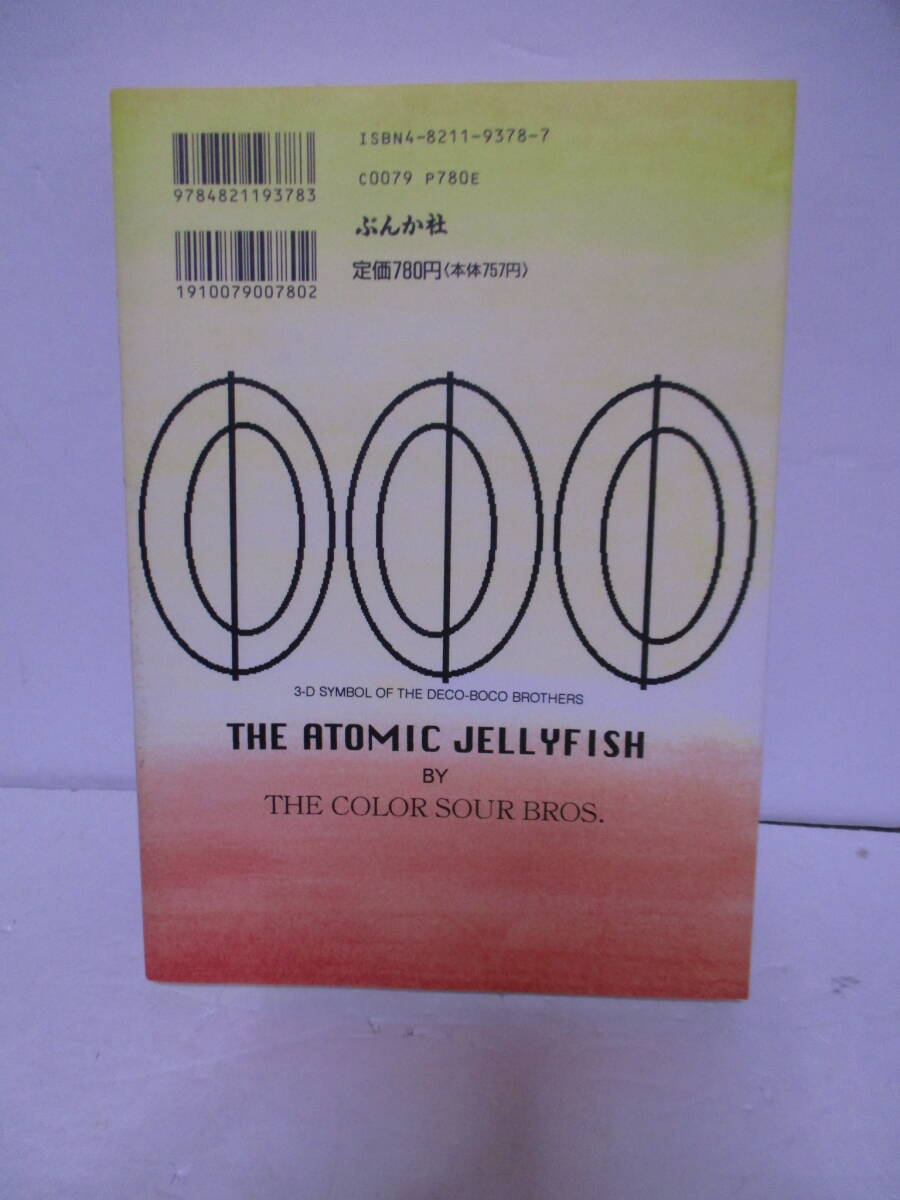 ISBN4-8211-9378-7
9784821193783
C0079 P780E
ぶんか社
1910079007802
定価780円〈本体757円〉
3-D SYMBOL OF THE DECO-BOCO BROTHERS
THE ATOMIC JELLYFISH
BY
THE COLOR SOUR BROS.